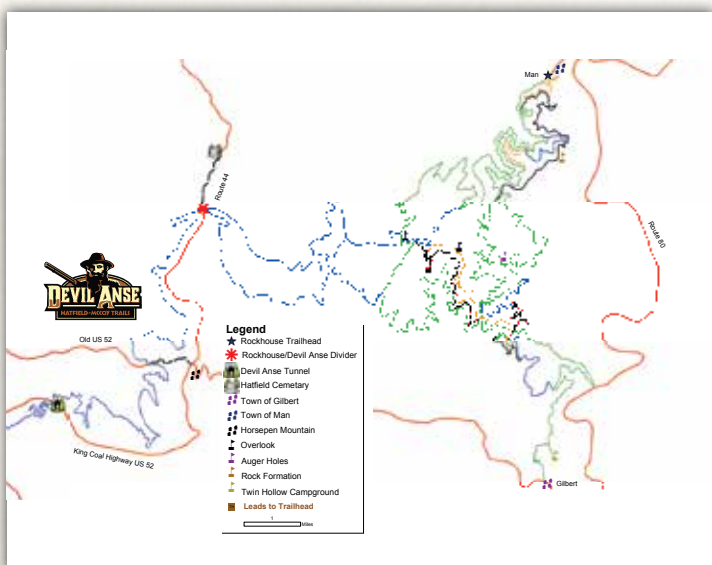 Man
Route 44
Route 80
DEVIL ANSE
HATFIELD-MCCOY TRAILS
Old US 52
King Coal Highway US 52
Gilbert
Legend
Rockhouse Trailhead
Rockhouse/Devil Anse Divider
Devil Anse Tunnel
Hatfield Cemetary
Town of Gilbert
Town of Man
Horsepen Mountain
Overlook
Auger Holes
Rock Formation
Twin Hollow Campground
Leads to Trailhead
1
Miles